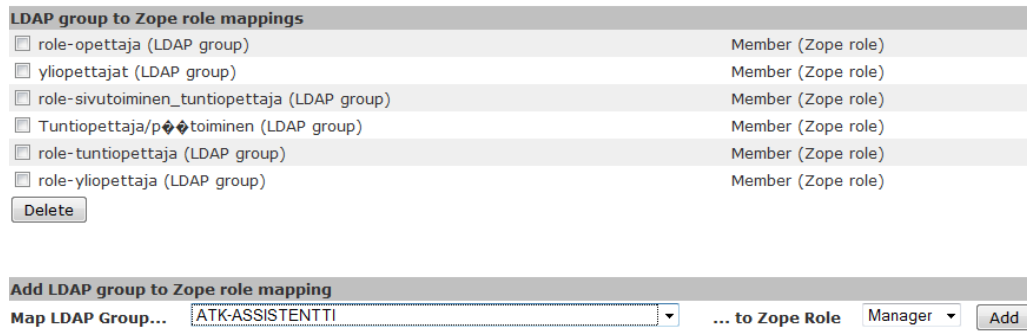 LDAP group to Zope role mappings
role-opettaja (LDAP group) Member (Zope role)
yliopettajat (LDAP group) Member (Zope role)
role-sivutoiminen_tuntiopettaja (LDAP group) Member (Zope role)
Tuntiopettaja/p��toiminen (LDAP group) Member (Zope role)
role-tuntiopettaja (LDAP group) Member (Zope role)
role-yliopettaja (LDAP group) Member (Zope role)
Delete
Add LDAP group to Zope role mapping
Map LDAP Group... ATK-ASSISTENTTI ... to Zope Role Manager Add